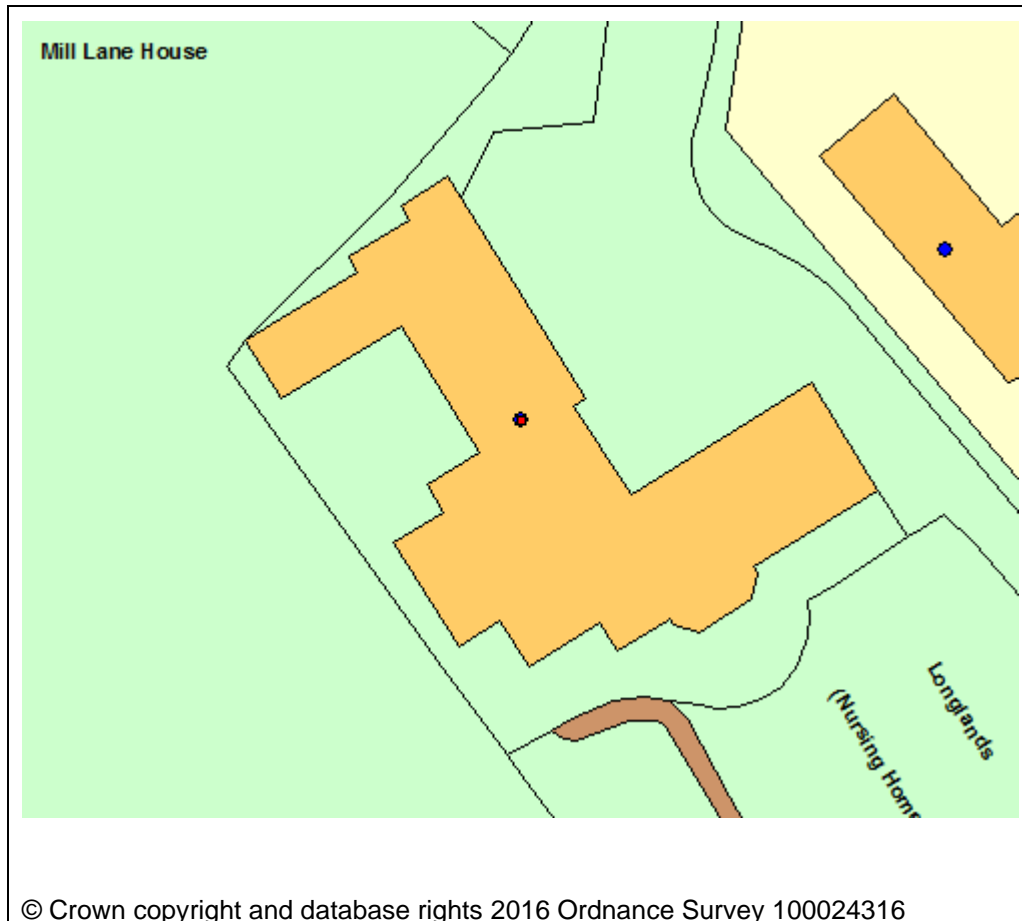 Mill Lane House
Longlands
(Nursing Home
© Crown copyright and database rights 2016 Ordnance Survey 100024316